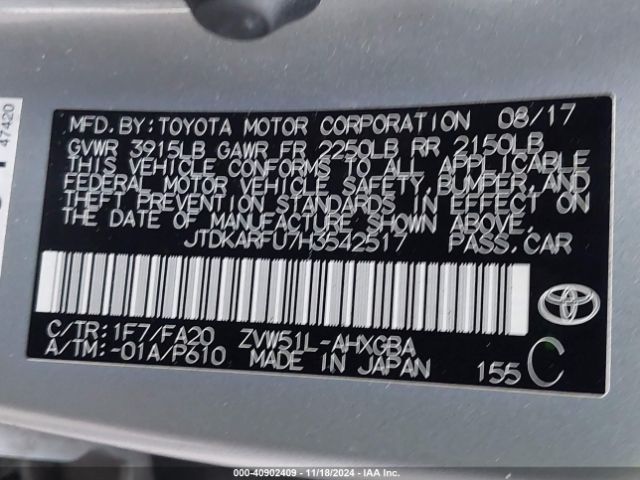 47420
MFD.BY:TOYOTA MOTOR CORPORATION 08/17
GVWR 3915LB GAWR FR 2250LB RR 2150LB
THIS VEHICLE CONFORMS TO ALL APPLICABLE
FEDERAL MOTOR VEHICLE SAFETY,BUMPER,AND
THEFT PREVENTION STANDARDS IN EFFECT ON
THE DATE OF MANUFACTURE SHOWN ABOVE.
JTDKARFU7H3542517 PASS.CAR
C/TR:1F7/FA20 ZVW51L-AHXGBA
A/TM:-01A/P610 MADE IN JAPAN 155 C
000-40902409 - 11/18/2024 - IAA Inc.